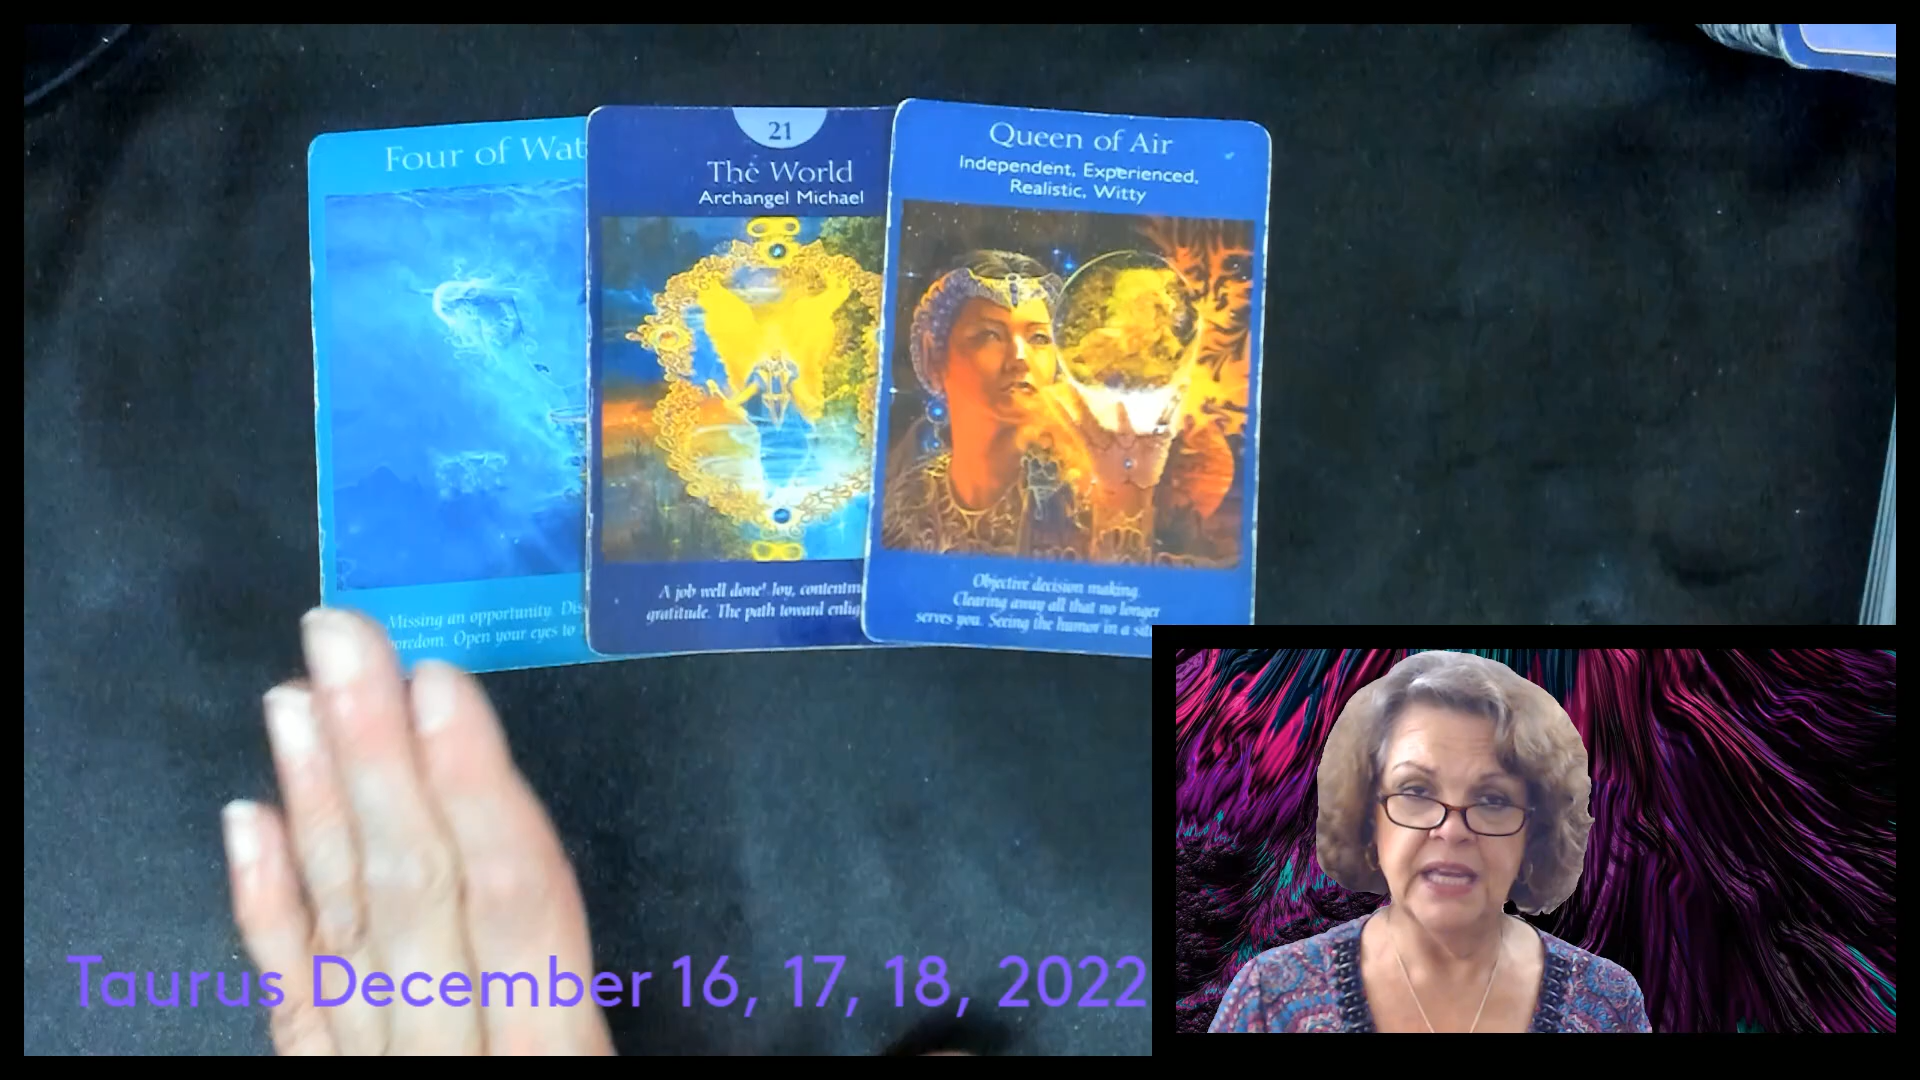 Four of Wat
Missing an opportunity. Dis
boredom. Open your eyes to
21
The World
Archangel Michael
A job well done! Joy, contentm
gratitude. The path toward enlig
Queen of Air
Independent, Experienced,
Realistic, Witty
Objective decision making.
Clearing away all that no longer
serves you. Seeing the humor in a sit
Taurus December 16, 17, 18, 2022